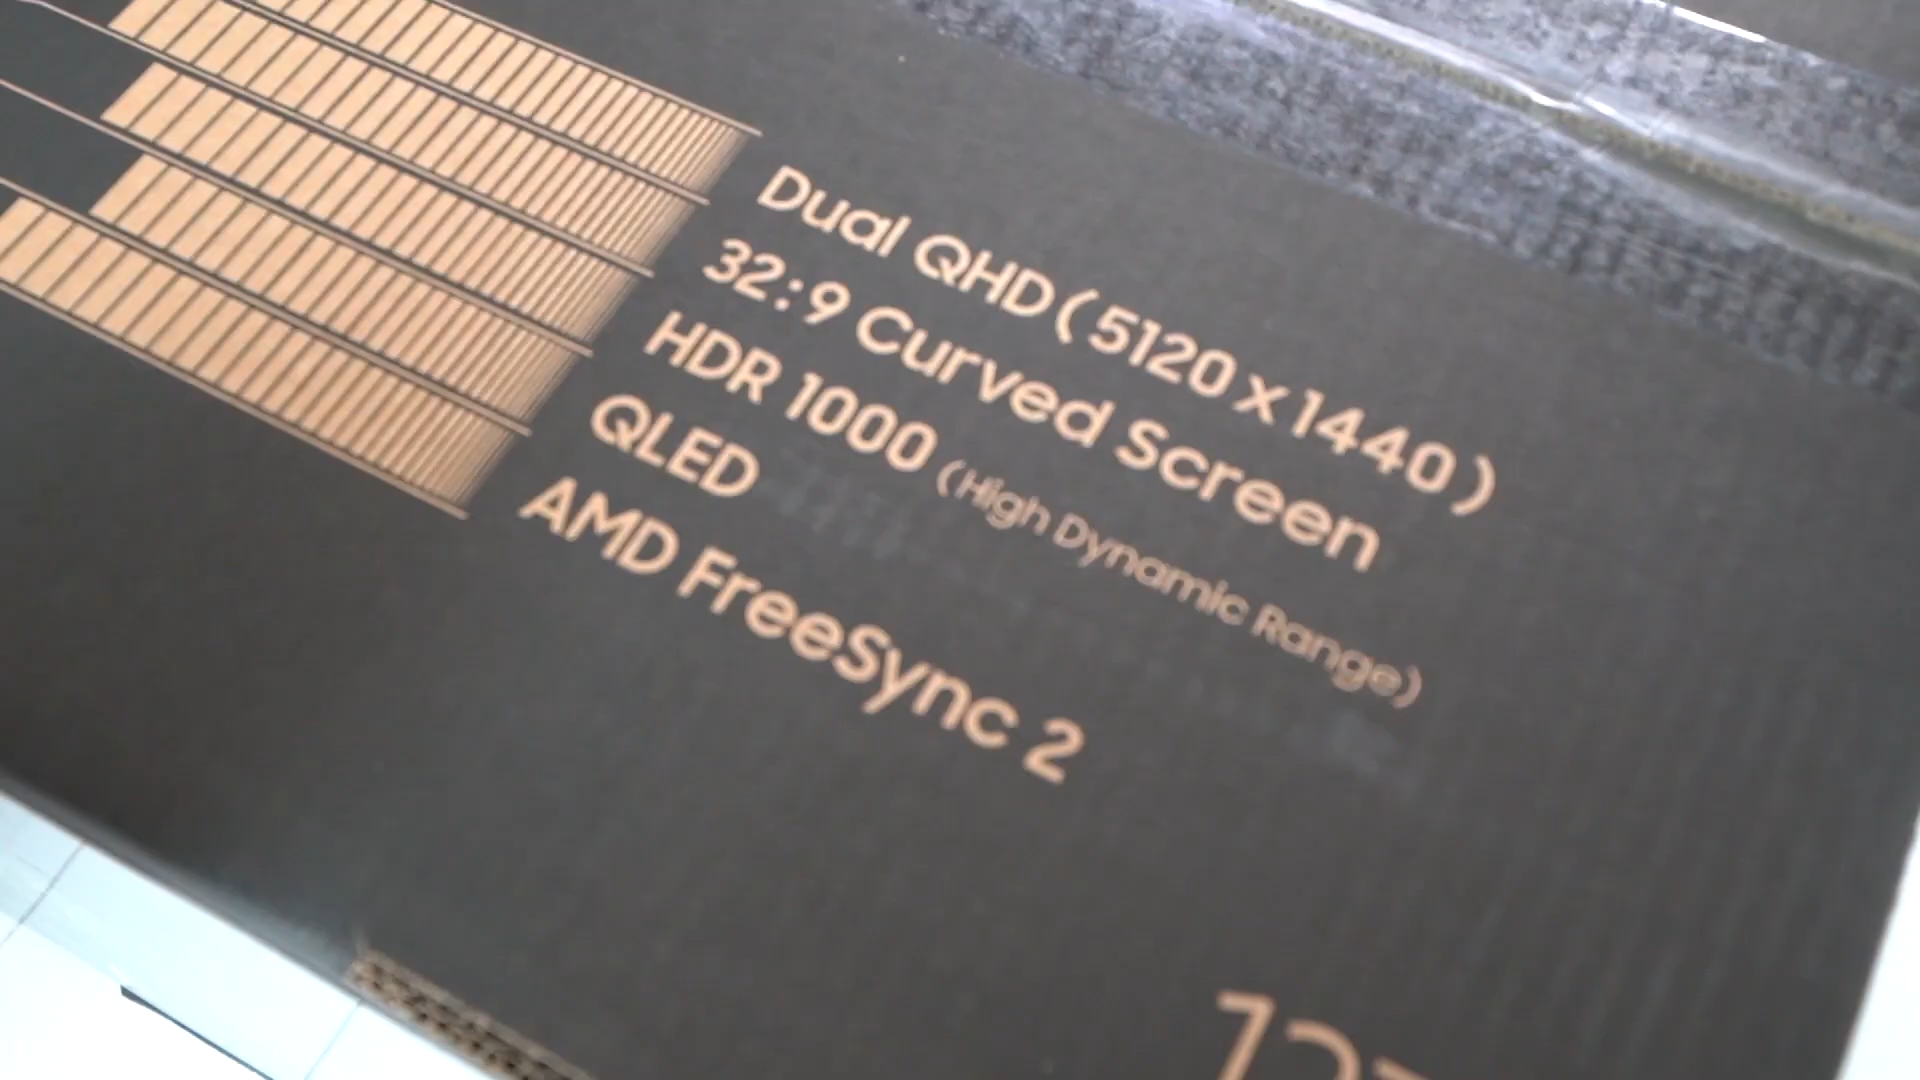 Dual QHD (5120 x 1440)
32:9 Curved Screen
HDR 1000 (High Dynamic Range)
QLED
AMD FreeSync 2